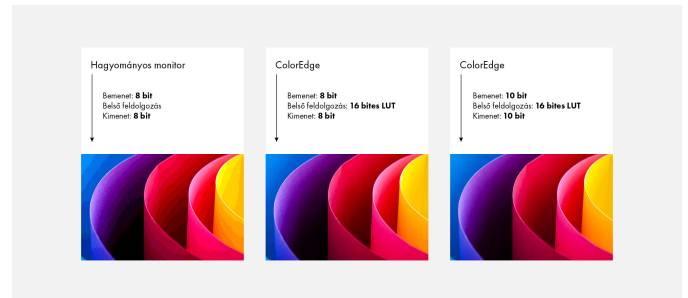 Hagyományos monitor
Bemenet: 8 bit
Belső feldolgozás
Kimenet: 8 bit
ColorEdge
Bemenet: 8 bit
Belső feldolgozás: 16 bites LUT
Kimenet: 8 bit
ColorEdge
Bemenet: 10 bit
Belső feldolgozás: 16 bites LUT
Kimenet: 10 bit